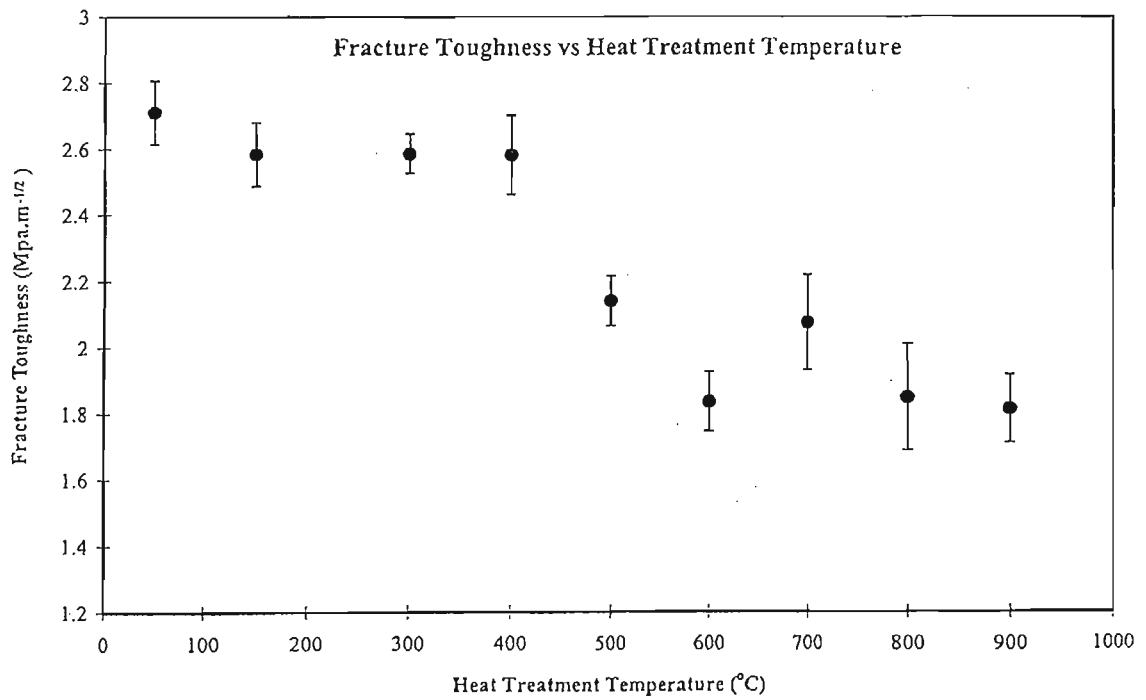 Fracture Toughness vs Heat Treatment Temperature
Fracture Toughness (Mpa.m-1/2)
3
2.8
2.6
2.4
2.2
2
1.8
1.6
1.4
1.2
0 100 200 300 400 500 600 700 800 900 1000
Heat Treatment Temperature (°C)